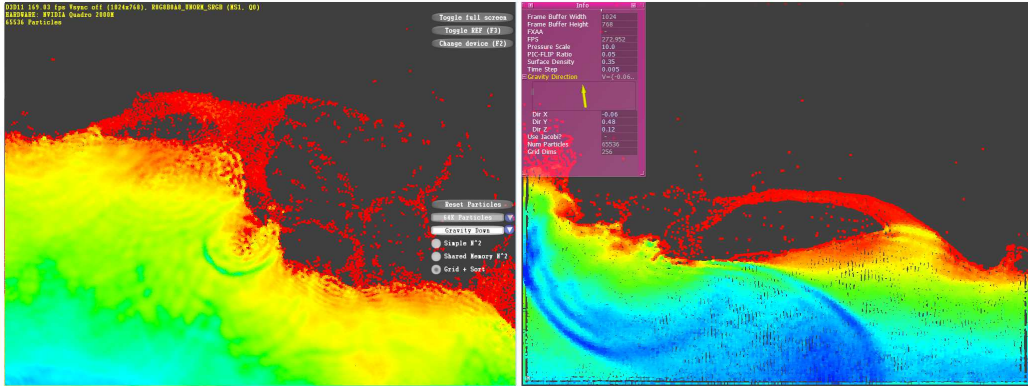 D3D11 169.83 fps Vsync off (1024x768), R8G8B8A8_UNORM_SRGB (MS1, Q0)
HARDWARE: NVIDIA Quadro 2000M
65536 Particles
Toggle full screen
Toggle REF (F3)
Change device (F2)
Reset Particles
64K Particles
Gravity Down
Simple N^2
Shared Memory N^2
Grid + Sort
Info
Frame Buffer Width 1024
Frame Buffer Height 768
FXAA -
FPS 272.952
Pressure Scale 10.0
PIC-FLIP Ratio 0.05
Surface Density 0.35
Time Step 0.005
Gravity Direction V={-0.06...
Dir X -0.06
Dir Y 0.48
Dir Z 0.12
Use Jacobi? -
Num Particles 65536
Grid Dims 256